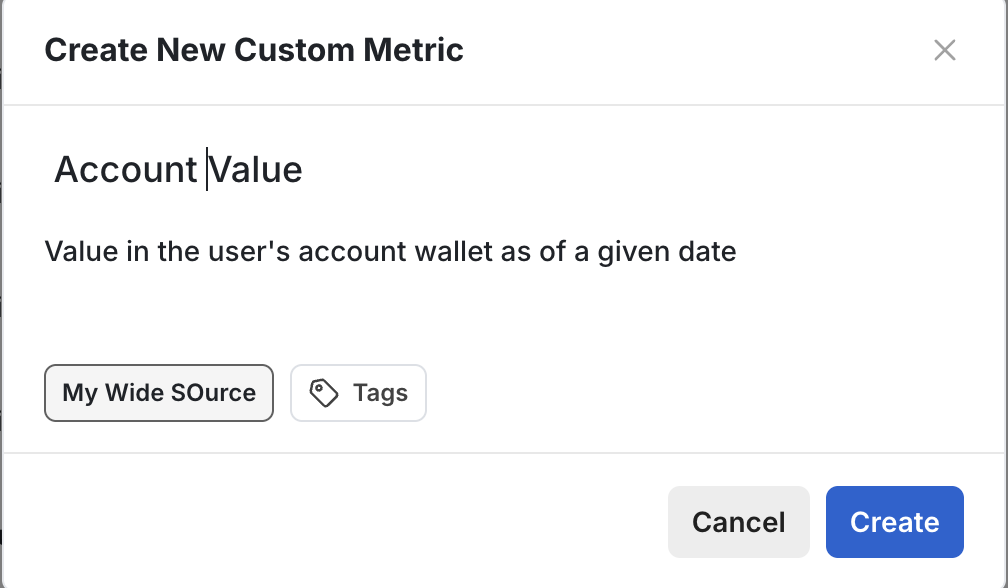 Create New Custom Metric
Account Value
Value in the user's account wallet as of a given date
My Wide SOurce
Tags
Cancel
Create